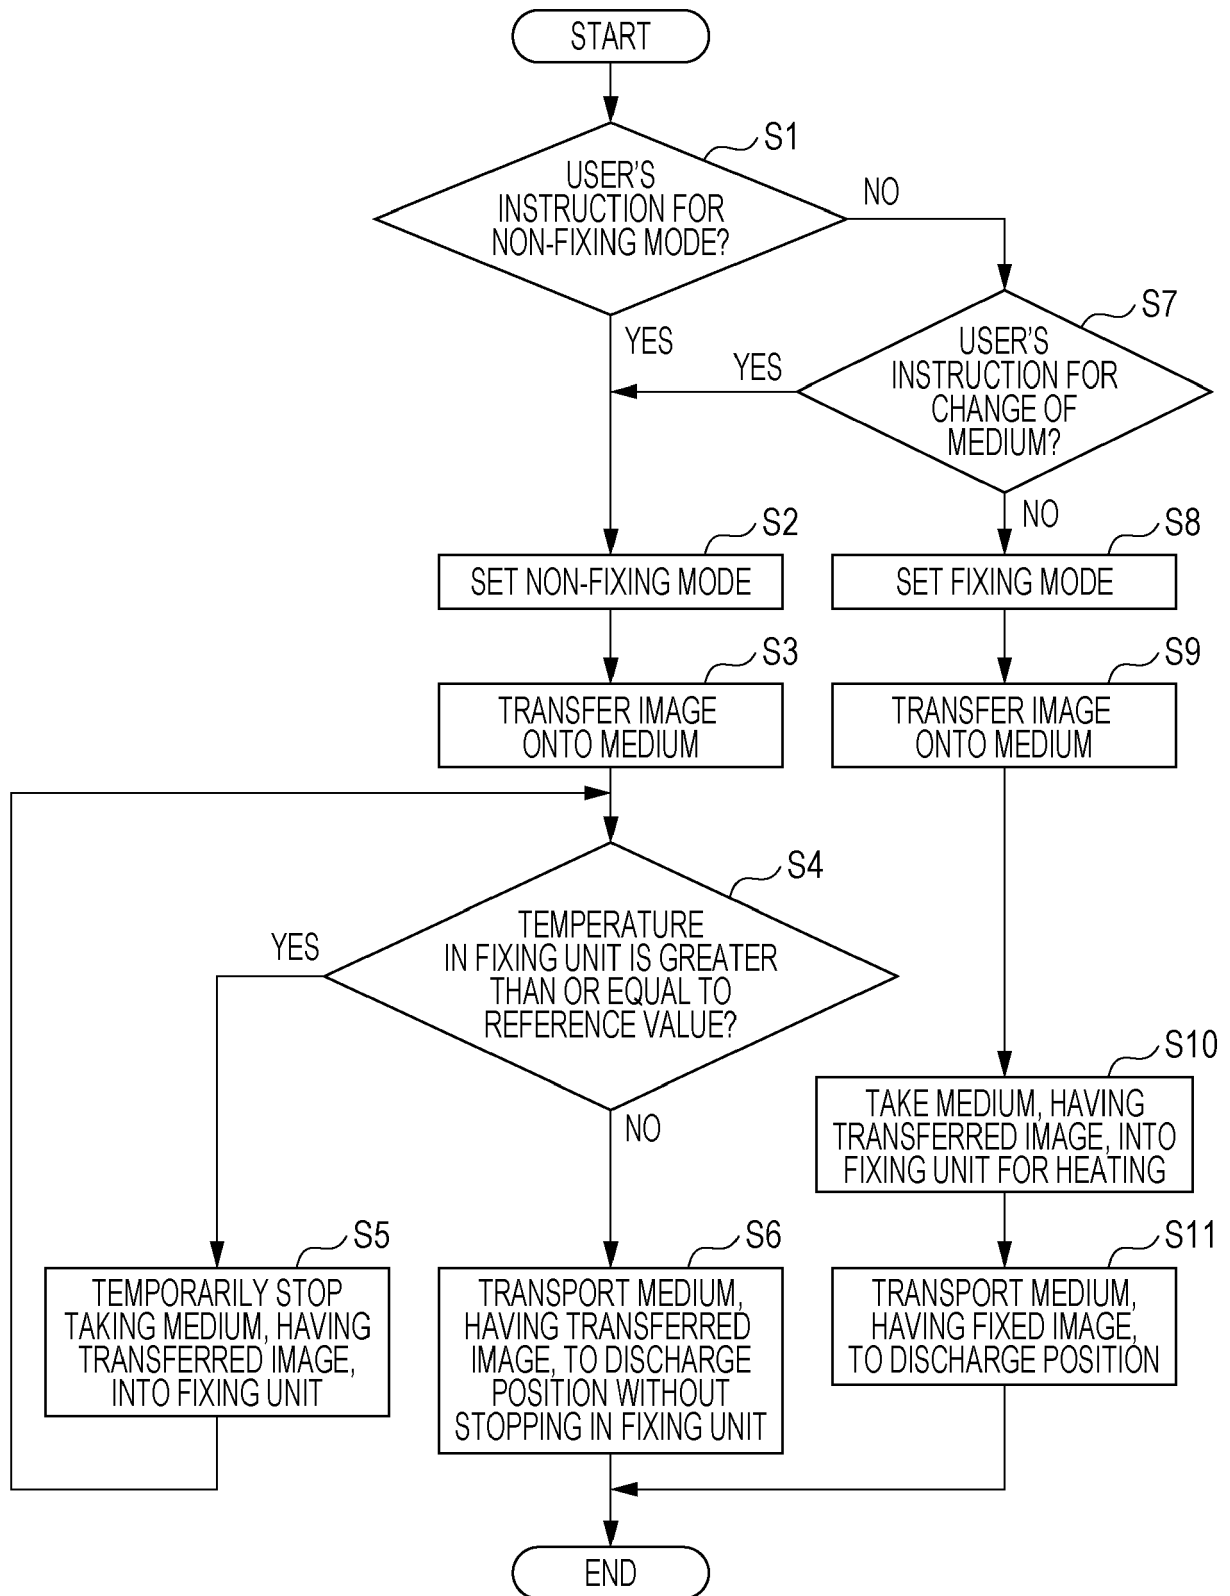 START
S1
USER'S
INSTRUCTION FOR
NON-FIXING MODE?
NO
YES
S7
USER'S
INSTRUCTION FOR
CHANGE OF
MEDIUM?
YES
NO
S2
SET NON-FIXING MODE
S8
SET FIXING MODE
S3
TRANSFER IMAGE
ONTO MEDIUM
S9
TRANSFER IMAGE
ONTO MEDIUM
S4
TEMPERATURE
IN FIXING UNIT IS GREATER
THAN OR EQUAL TO
REFERENCE VALUE?
YES
NO
S10
TAKE MEDIUM, HAVING
TRANSFERRED IMAGE, INTO
FIXING UNIT FOR HEATING
S5
TEMPORARILY STOP
TAKING MEDIUM, HAVING
TRANSFERRED IMAGE,
INTO FIXING UNIT
S6
TRANSPORT MEDIUM,
HAVING TRANSFERRED
IMAGE, TO DISCHARGE
POSITION WITHOUT
STOPPING IN FIXING UNIT
S11
TRANSPORT MEDIUM,
HAVING FIXED IMAGE,
TO DISCHARGE POSITION
END